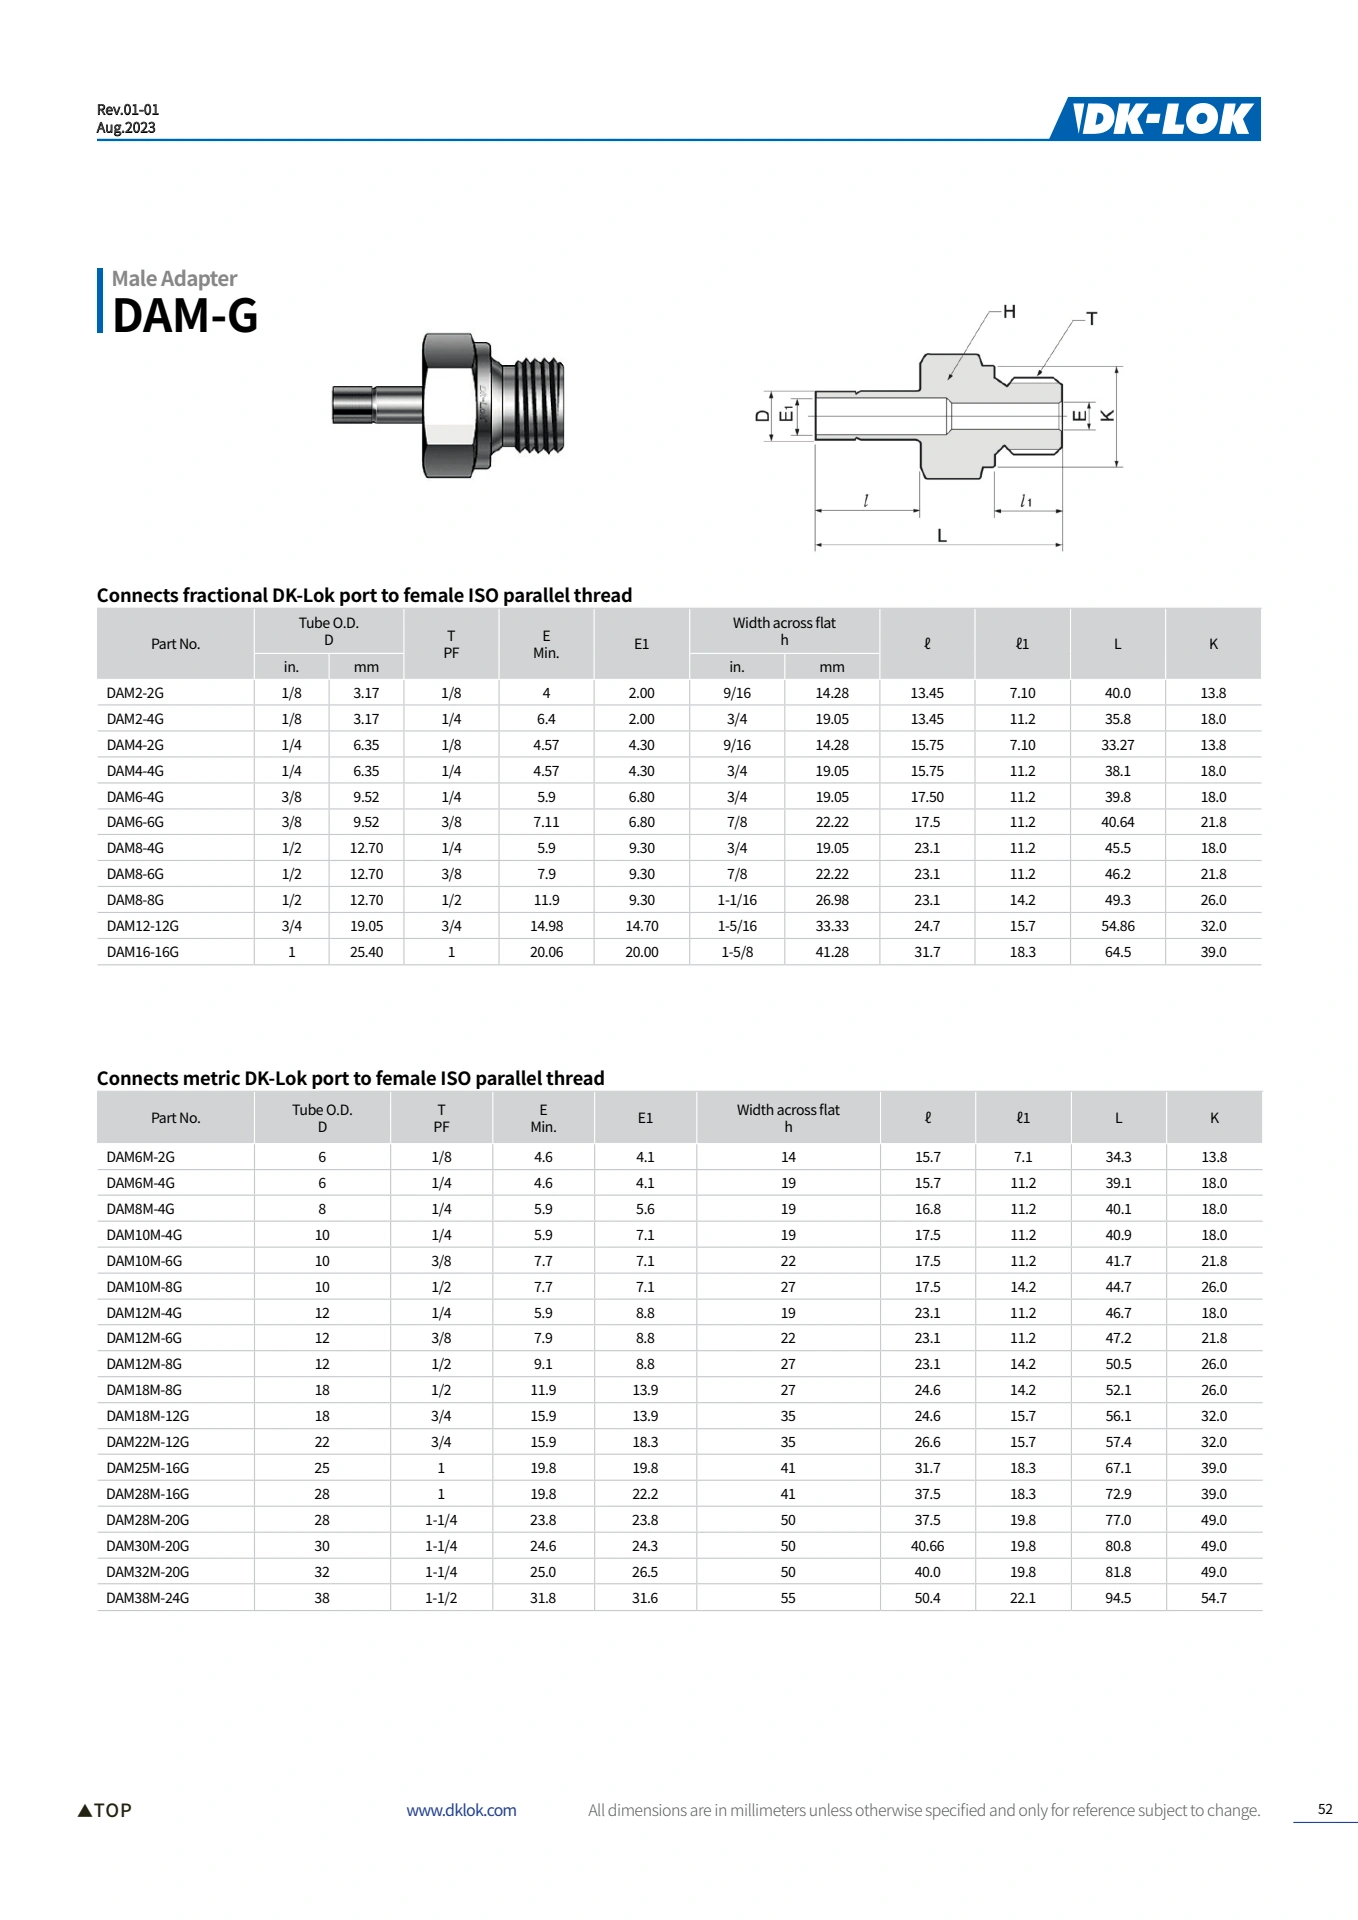 Rev.01-01
Aug.2023
DK-LOK
Male Adapter
DAM-G
H
T
D
E1
E
K
l
l1
L
Connects fractional DK-Lok port to female ISO parallel thread
Part No. Tube O.D. D T PF E Min. E1 Width across flat h ℓ ℓ1 L K
in. mm in. mm
DAM2-2G 1/8 3.17 1/8 4 2.00 9/16 14.28 13.45 7.10 40.0 13.8
DAM2-4G 1/8 3.17 1/4 6.4 2.00 3/4 19.05 13.45 11.2 35.8 18.0
DAM4-2G 1/4 6.35 1/8 4.57 4.30 9/16 14.28 15.75 7.10 33.27 13.8
DAM4-4G 1/4 6.35 1/4 4.57 4.30 3/4 19.05 15.75 11.2 38.1 18.0
DAM6-4G 3/8 9.52 1/4 5.9 6.80 3/4 19.05 17.50 11.2 39.8 18.0
DAM6-6G 3/8 9.52 3/8 7.11 6.80 7/8 22.22 17.5 11.2 40.64 21.8
DAM8-4G 1/2 12.70 1/4 5.9 9.30 3/4 19.05 23.1 11.2 45.5 18.0
DAM8-6G 1/2 12.70 3/8 7.9 9.30 7/8 22.22 23.1 11.2 46.2 21.8
DAM8-8G 1/2 12.70 1/2 11.9 9.30 1-1/16 26.98 23.1 14.2 49.3 26.0
DAM12-12G 3/4 19.05 3/4 14.98 14.70 1-5/16 33.33 24.7 15.7 54.86 32.0
DAM16-16G 1 25.40 1 20.06 20.00 1-5/8 41.28 31.7 18.3 64.5 39.0
Connects metric DK-Lok port to female ISO parallel thread
Part No. Tube O.D. D T PF E Min. E1 Width across flat h ℓ ℓ1 L K
DAM6M-2G 6 1/8 4.6 4.1 14 15.7 7.1 34.3 13.8
DAM6M-4G 6 1/4 4.6 4.1 19 15.7 11.2 39.1 18.0
DAM8M-4G 8 1/4 5.9 5.6 19 16.8 11.2 40.1 18.0
DAM10M-4G 10 1/4 5.9 7.1 19 17.5 11.2 40.9 18.0
DAM10M-6G 10 3/8 7.7 7.1 22 17.5 11.2 41.7 21.8
DAM10M-8G 10 1/2 7.7 7.1 27 17.5 14.2 44.7 26.0
DAM12M-4G 12 1/4 5.9 8.8 19 23.1 11.2 46.7 18.0
DAM12M-6G 12 3/8 7.9 8.8 22 23.1 11.2 47.2 21.8
DAM12M-8G 12 1/2 9.1 8.8 27 23.1 14.2 50.5 26.0
DAM18M-8G 18 1/2 11.9 13.9 27 24.6 14.2 52.1 26.0
DAM18M-12G 18 3/4 15.9 13.9 35 24.6 15.7 56.1 32.0
DAM22M-12G 22 3/4 15.9 18.3 35 26.6 15.7 57.4 32.0
DAM25M-16G 25 1 19.8 19.8 41 31.7 18.3 67.1 39.0
DAM28M-16G 28 1 19.8 22.2 41 37.5 18.3 72.9 39.0
DAM28M-20G 28 1-1/4 23.8 23.8 50 37.5 19.8 77.0 49.0
DAM30M-20G 30 1-1/4 24.6 24.3 50 40.66 19.8 80.8 49.0
DAM32M-20G 32 1-1/4 25.0 26.5 50 40.0 19.8 81.8 49.0
DAM38M-24G 38 1-1/2 31.8 31.6 55 50.4 22.1 94.5 54.7
▲TOP www.dklok.com All dimensions are in millimeters unless otherwise specified and only for reference subject to change. 52